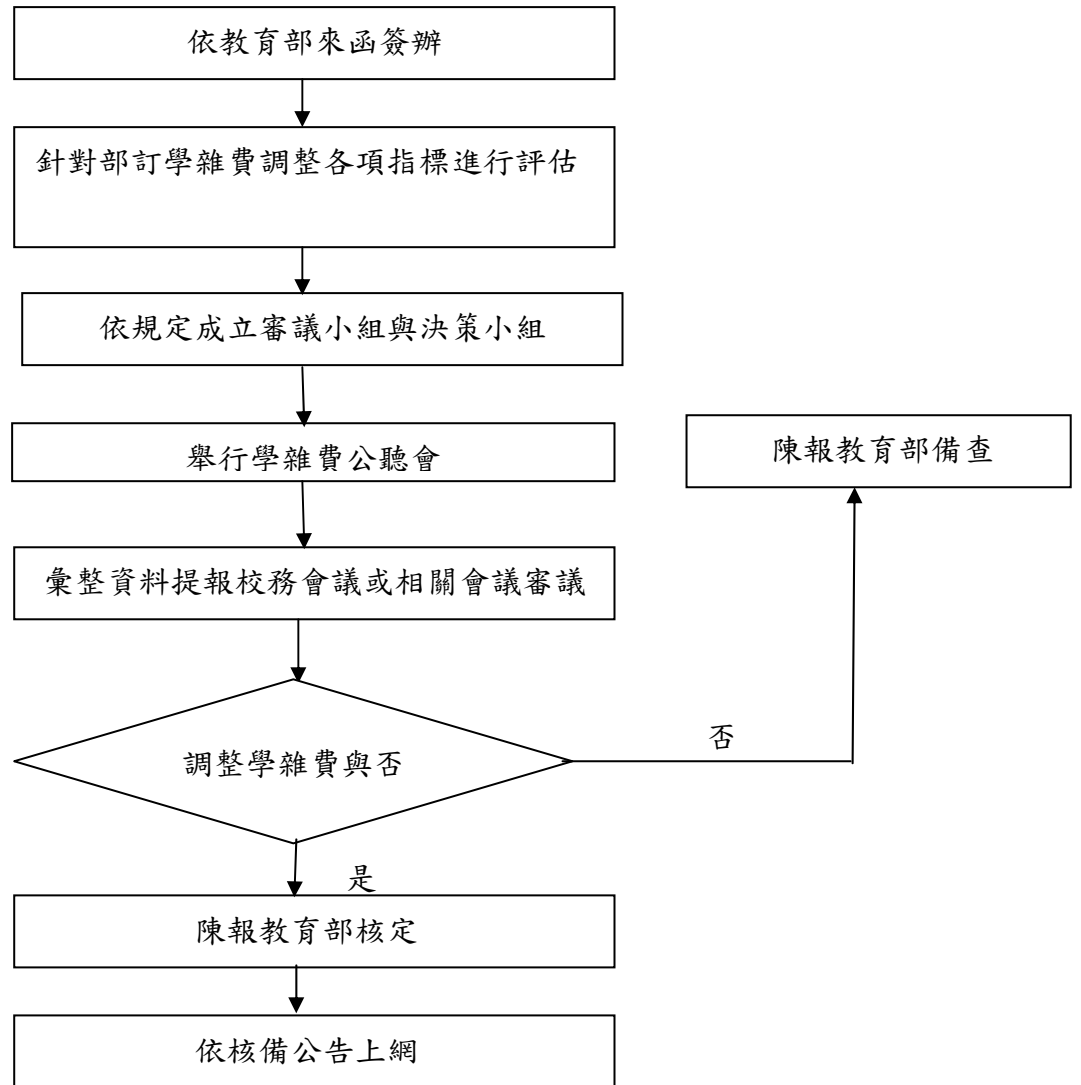 依教育部來函簽辦
針對部訂學雜費調整各項指標進行評估
依規定成立審議小組與決策小組
舉行學雜費公聽會
陳報教育部備查
彙整資料提報校務會議或相關會議審議
調整學雜費與否
否
是
陳報教育部核定
依核備公告上網